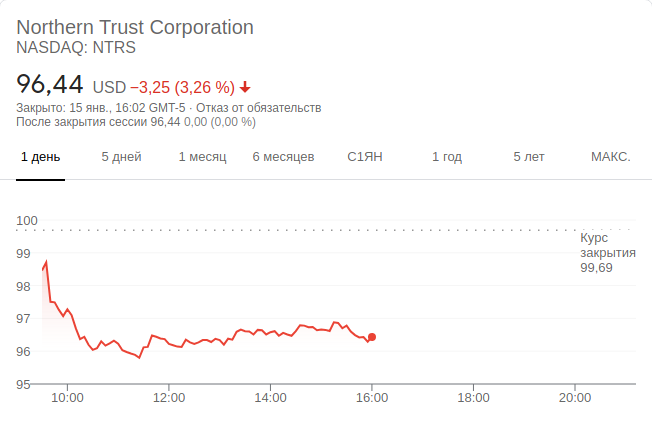 Northern Trust Corporation
NASDAQ: NTRS
96,44 USD −3,25 (3,26 %)
Закрыто: 15 янв., 16:02 GMT-5 · Отказ от обязательств
После закрытия сессии 96,44 0,00 (0,00 %)
1 день 5 дней 1 месяц 6 месяцев С1ЯН 1 год 5 лет МАКС.
100
Курс
закрытия
99,69
99
98
97
96
95
10:00 12:00 14:00 16:00 18:00 20:00